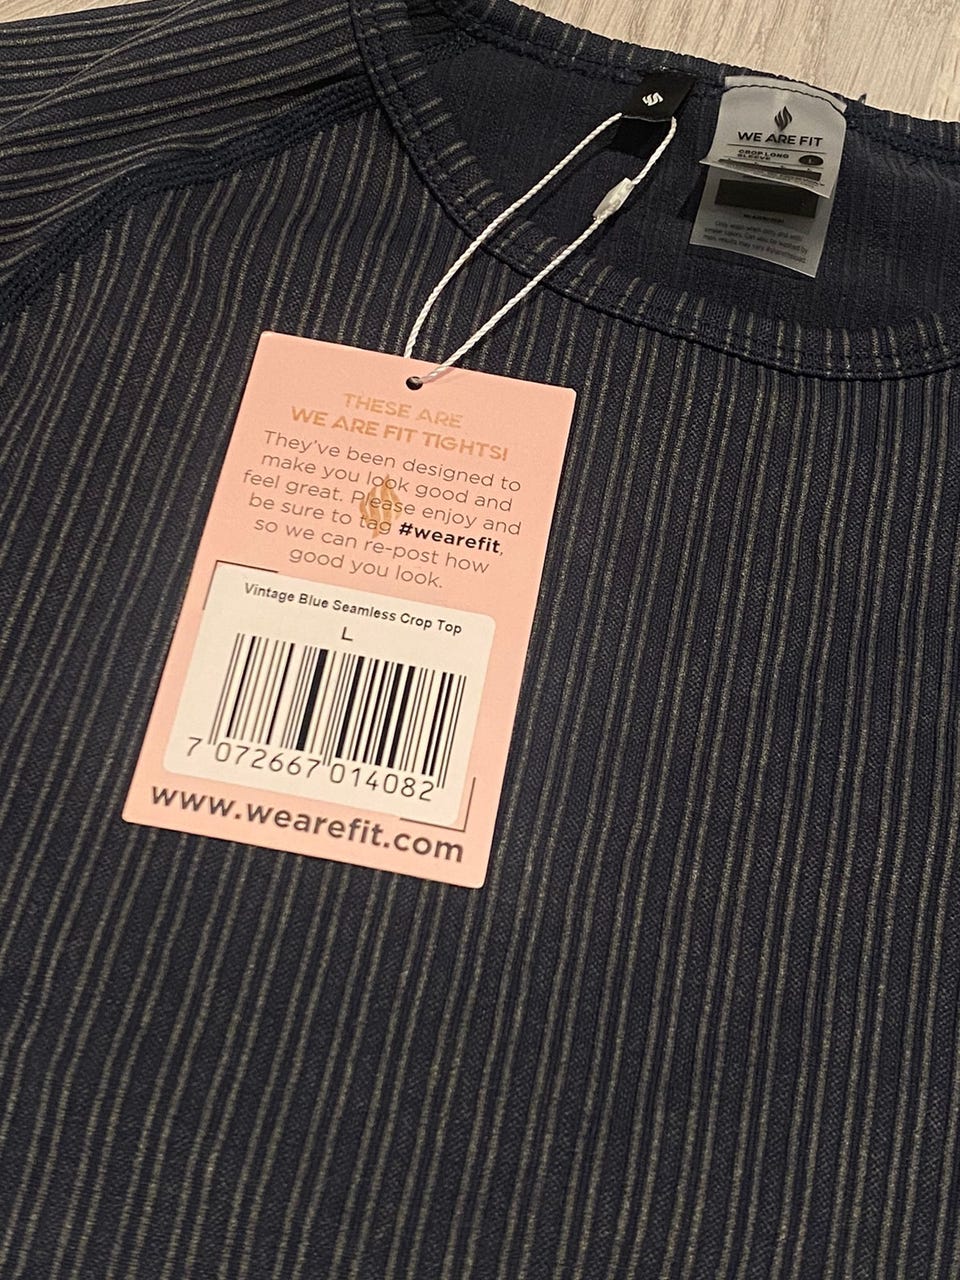 WE ARE FIT
CROP LONG
SLEEVE
THESE ARE
WE ARE FIT TIGHTS!
They've been designed to
make you look good and
feel great. Please enjoy and
be sure to tag #wearefit,
so we can re-post how
good you look.
Vintage Blue Seamless Crop Top
L
7 072667 014082
www.wearefit.com